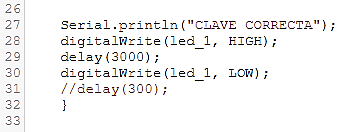 26
27 Serial.println("CLAVE CORRECTA");
28 digitalWrite(led_1, HIGH);
29 delay(3000);
30 digitalWrite(led_1, LOW);
31 //delay(300);
32 }
33